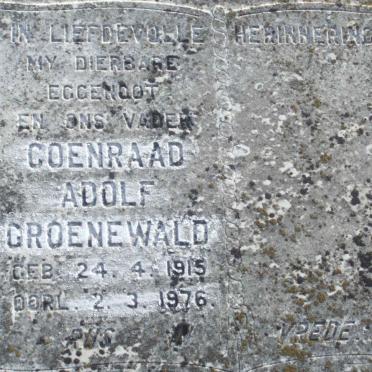 IN LIEFDEVOLLE HERINNERING
MY DIERBARE
EGGENOOT
EN ONS VADER
COENRAAD
ADOLF
GROENEWALD
GEB. 24. 4. 1915
OORL. 2. 3. 1976.
RUS IN VREDE.